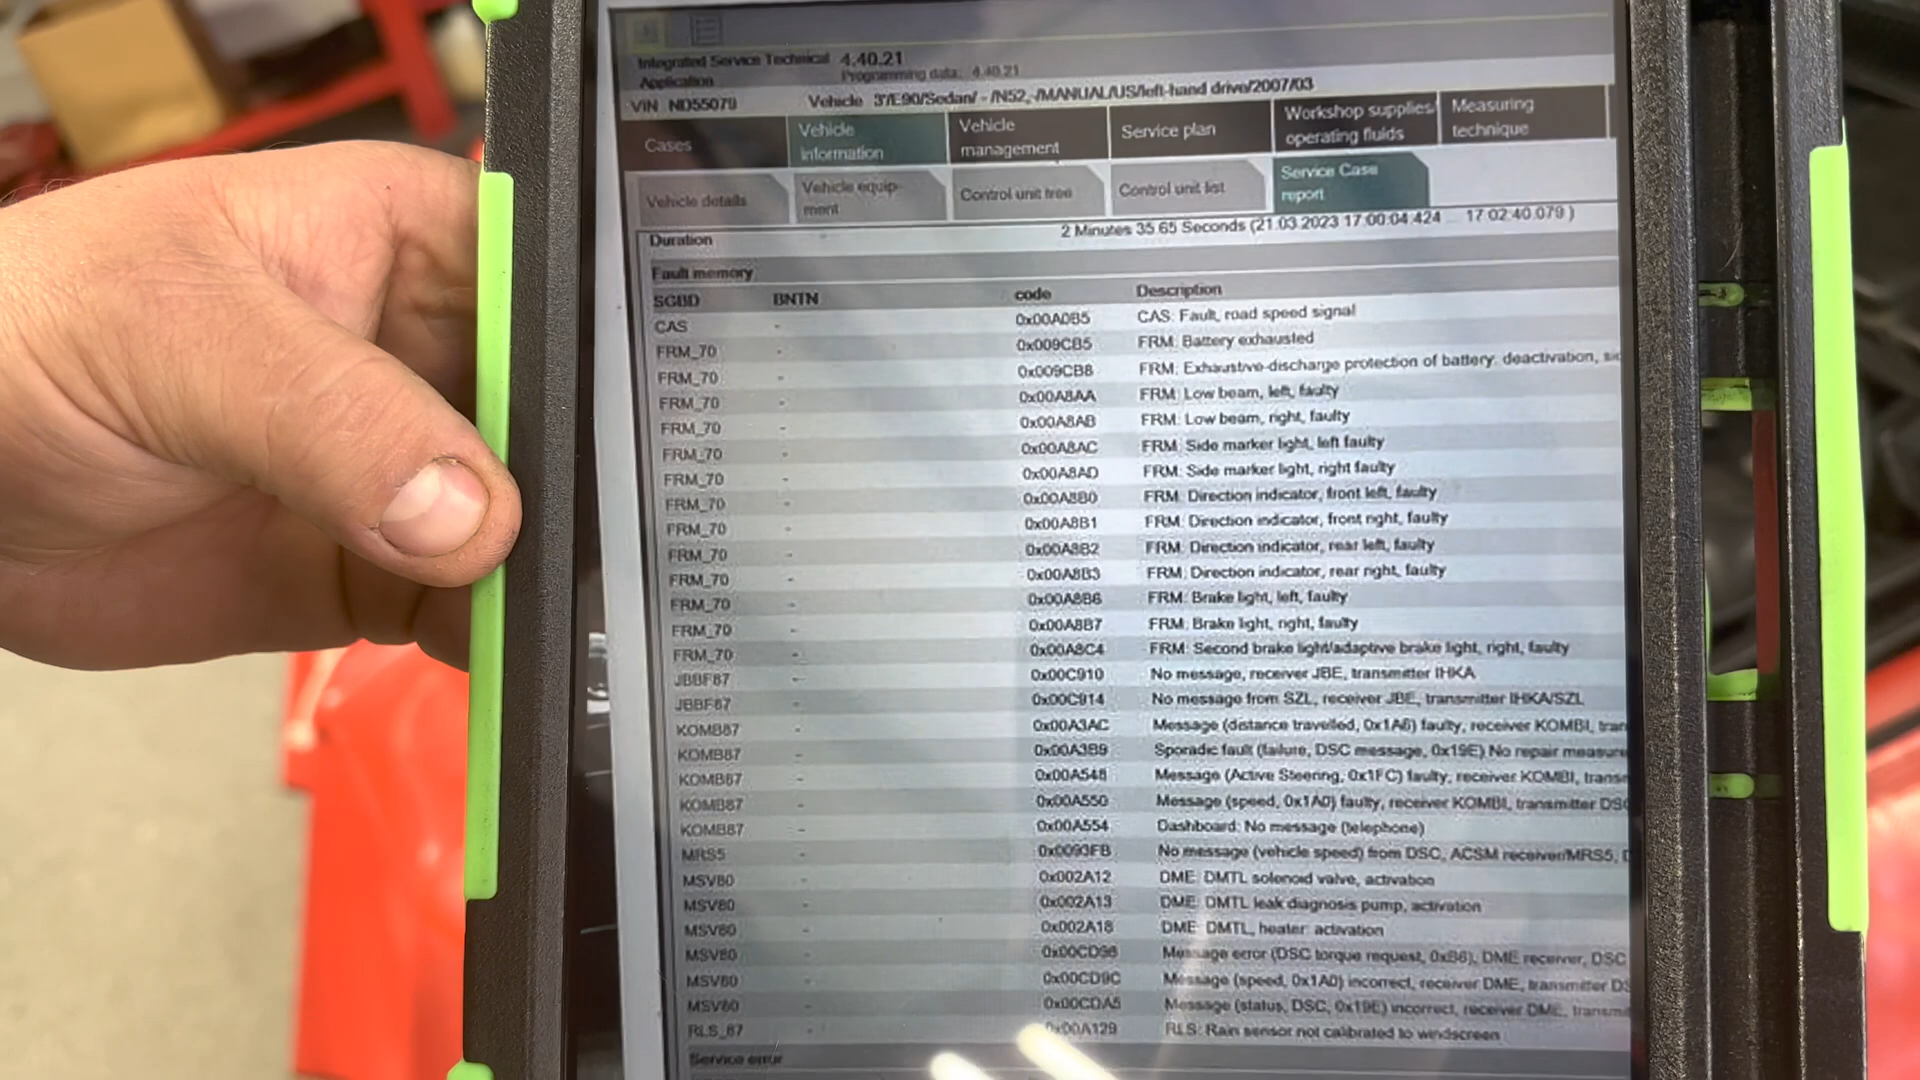 Integrated Service Technical 4.40.21
Application Programming data: 4.40.21
VIN ND55079 Vehicle 3'/E90/Sedan/ - /N52, -/MANUAL/US/left-hand drive/2007/03
Cases
Vehicle information
Vehicle management
Service plan
Workshop supplies/ operating fluids
Measuring technique
Vehicle details
Vehicle equip- ment
Control unit tree
Control unit list
Service Case report
Duration 2 Minutes 35.65 Seconds (21.03.2023 17:00:04.424 ... 17:02:40.079 )
Fault memory
SGBD BNTN code Description
CAS - 0x00A0B5 CAS: Fault, road speed signal
FRM_70 - 0x009CB5 FRM: Battery exhausted
FRM_70 - 0x009CB8 FRM: Exhaustive-discharge protection of battery: deactivation,
FRM_70 - 0x00A8AA FRM: Low beam, left, faulty
FRM_70 - 0x00A8AB FRM: Low beam, right, faulty
FRM_70 - 0x00A8AC FRM: Side marker light, left faulty
FRM_70 - 0x00A8AD FRM: Side marker light, right faulty
FRM_70 - 0x00A8B0 FRM: Direction indicator, front left, faulty
FRM_70 - 0x00A8B1 FRM: Direction indicator, front right, faulty
FRM_70 - 0x00A8B2 FRM: Direction indicator, rear left, faulty
FRM_70 - 0x00A8B3 FRM: Direction indicator, rear right, faulty
FRM_70 - 0x00A8B6 FRM: Brake light, left, faulty
FRM_70 - 0x00A8B7 FRM: Brake light, right, faulty
FRM_70 - 0x00A8C4 FRM: Second brake light/adaptive brake light, right, faulty
JBBF87 - 0x00C910 No message, receiver JBE, transmitter IHKA
JBBF87 - 0x00C914 No message from SZL, receiver JBE, transmitter IHKA/SZL
KOMB87 - 0x00A3AC Message (distance travelled, 0x1A6) faulty, receiver KOMBI, tran
KOMB87 - 0x00A3B9 Sporadic fault (failure, DSC message, 0x19E) No repair measure
KOMB87 - 0x00A548 Message (Active Steering, 0x1FC) faulty, receiver KOMBI, trans
KOMB87 - 0x00A550 Message (speed, 0x1A0) faulty, receiver KOMBI, transmitter DSC
KOMB87 - 0x00A554 Dashboard: No message (telephone)
MRS5 - 0x0093FB No message (vehicle speed) from DSC, ACSM receiver/MRS5, D
MSV80 - 0x002A12 DME: DMTL solenoid valve, activation
MSV80 - 0x002A13 DME: DMTL leak diagnosis pump, activation
MSV80 - 0x002A18 DME: DMTL, heater: activation
MSV80 - 0x00CD98 Message error (DSC torque request, 0xB6), DME receiver, DSC
MSV80 - 0x00CD9C Message (speed, 0x1A0) incorrect, receiver DME, transmitter DS
MSV80 - 0x00CDA5 Message (status, DSC, 0x19E) incorrect, receiver DME, transmit
RLS_87 - 0x00A129 RLS: Rain sensor not calibrated to windscreen
Service error